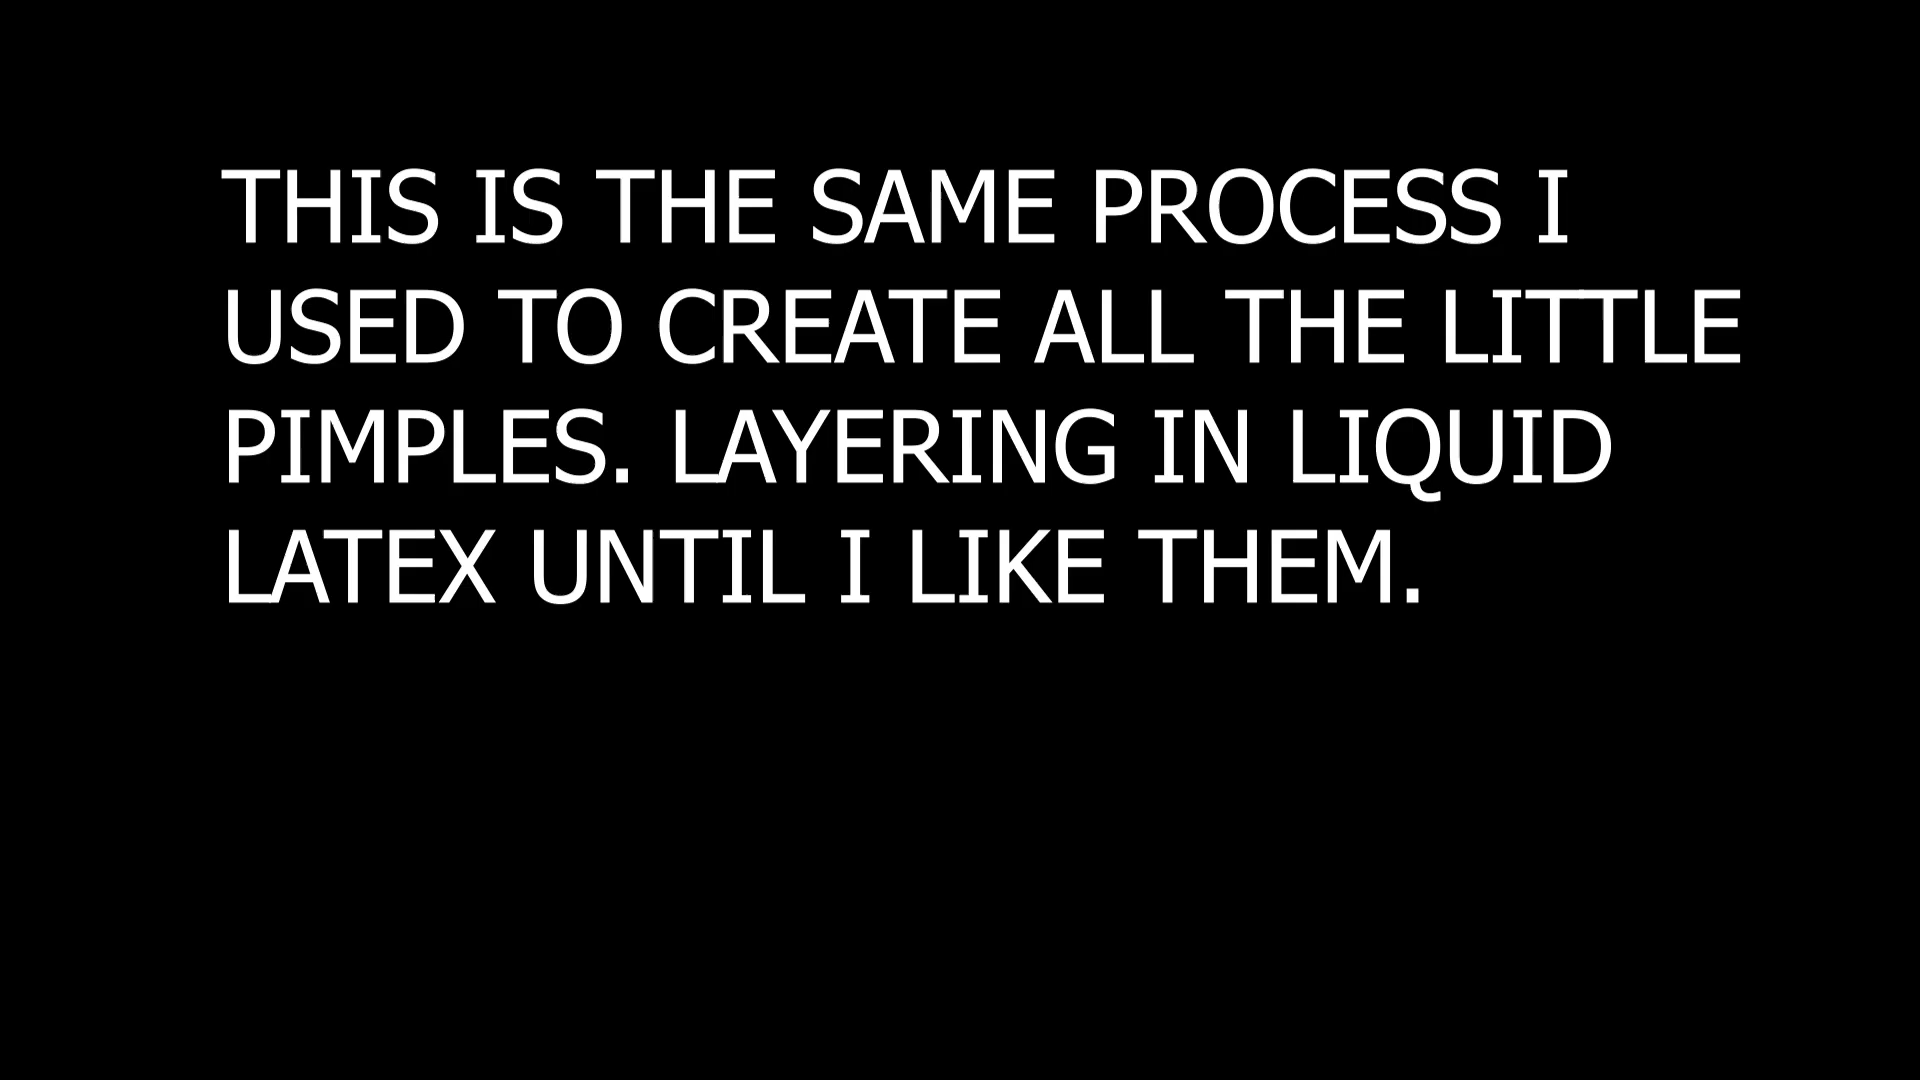 THIS IS THE SAME PROCESS I
USED TO CREATE ALL THE LITTLE
PIMPLES. LAYERING IN LIQUID
LATEX UNTIL I LIKE THEM.